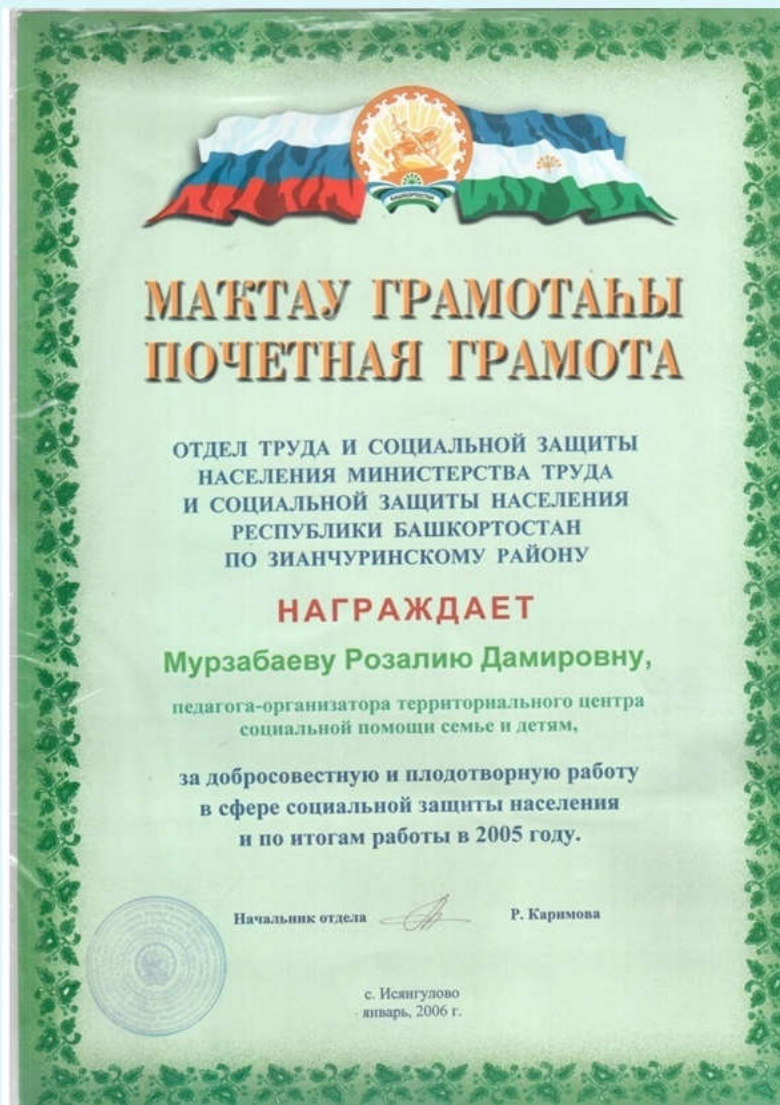 БАШКОРТОСТАН
МАҠТАУ ГРАМОТАҺЫ
ПОЧЕТНАЯ ГРАМОТА
ОТДЕЛ ТРУДА И СОЦИАЛЬНОЙ ЗАЩИТЫ
НАСЕЛЕНИЯ МИНИСТЕРСТВА ТРУДА
И СОЦИАЛЬНОЙ ЗАЩИТЫ НАСЕЛЕНИЯ
РЕСПУБЛИКИ БАШКОРТОСТАН
ПО ЗИАНЧУРИНСКОМУ РАЙОНУ
НАГРАЖДАЕТ
Мурзабаеву Розалию Дамировну,
педагога-организатора территориального центра
социальной помощи семье и детям,
за добросовестную и плодотворную работу
в сфере социальной защиты населения
и по итогам работы в 2005 году.
Начальник отдела Р. Каримова
с. Исянгулово
январь, 2006 г.